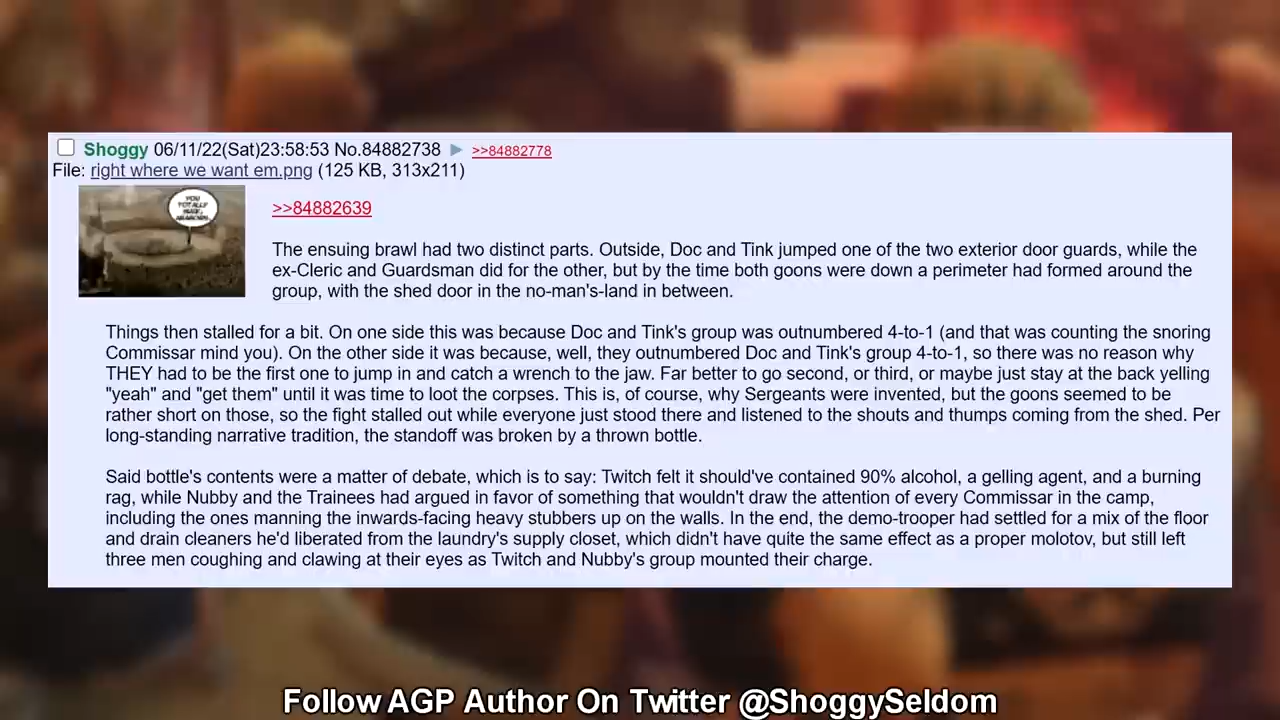 Shoggy 06/11/22(Sat)23:58:53 No.84882738 ▶ >>84882778
File: right where we want em.png (125 KB, 313x211)
YOU
TOTALLY
>>84882639
The ensuing brawl had two distinct parts. Outside, Doc and Tink jumped one of the two exterior door guards, while the
ex-Cleric and Guardsman did for the other, but by the time both goons were down a perimeter had formed around the
group, with the shed door in the no-man's-land in between.
Things then stalled for a bit. On one side this was because Doc and Tink's group was outnumbered 4-to-1 (and that was counting the snoring
Commissar mind you). On the other side it was because, well, they outnumbered Doc and Tink's group 4-to-1, so there was no reason why
THEY had to be the first one to jump in and catch a wrench to the jaw. Far better to go second, or third, or maybe just stay at the back yelling
"yeah" and "get them" until it was time to loot the corpses. This is, of course, why Sergeants were invented, but the goons seemed to be
rather short on those, so the fight stalled out while everyone just stood there and listened to the shouts and thumps coming from the shed. Per
long-standing narrative tradition, the standoff was broken by a thrown bottle.
Said bottle's contents were a matter of debate, which is to say: Twitch felt it should've contained 90% alcohol, a gelling agent, and a burning
rag, while Nubby and the Trainees had argued in favor of something that wouldn't draw the attention of every Commissar in the camp,
including the ones manning the inwards-facing heavy stubbers up on the walls. In the end, the demo-trooper had settled for a mix of the floor
and drain cleaners he'd liberated from the laundry's supply closet, which didn't have quite the same effect as a proper molotov, but still left
three men coughing and clawing at their eyes as Twitch and Nubby's group mounted their charge.
Follow AGP Author On Twitter @ShoggySeldom